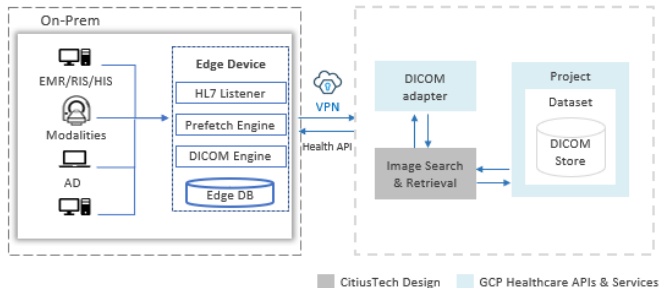 On-Prem
EMR/RIS/HIS
Modalities
AD
Edge Device
HL7 Listener
Prefetch Engine
DICOM Engine
Edge DB
VPN
Health API
DICOM
adapter
Image Search
& Retrieval
Project
Dataset
DICOM
Store
CitiusTech Design
GCP Healthcare APIs & Services